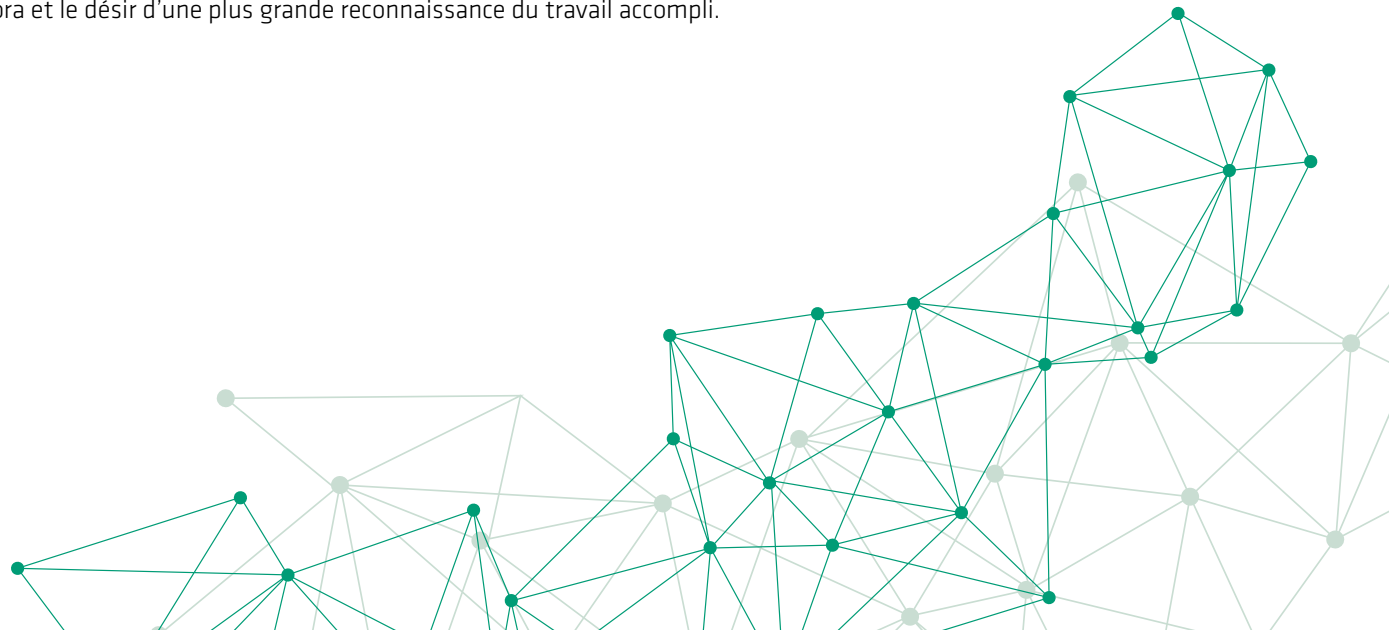 ora et le désir d’une plus grande reconnaissance du travail accompli.